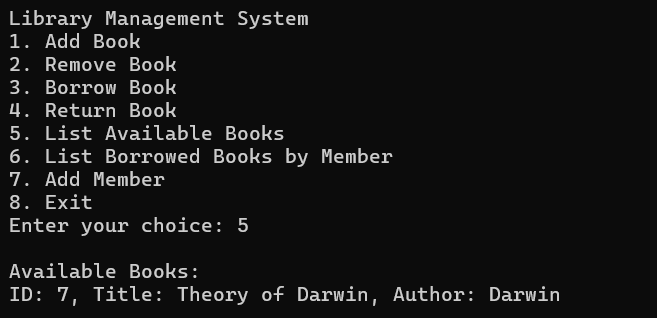 Library Management System
1. Add Book
2. Remove Book
3. Borrow Book
4. Return Book
5. List Available Books
6. List Borrowed Books by Member
7. Add Member
8. Exit
Enter your choice: 5
Available Books:
ID: 7, Title: Theory of Darwin, Author: Darwin